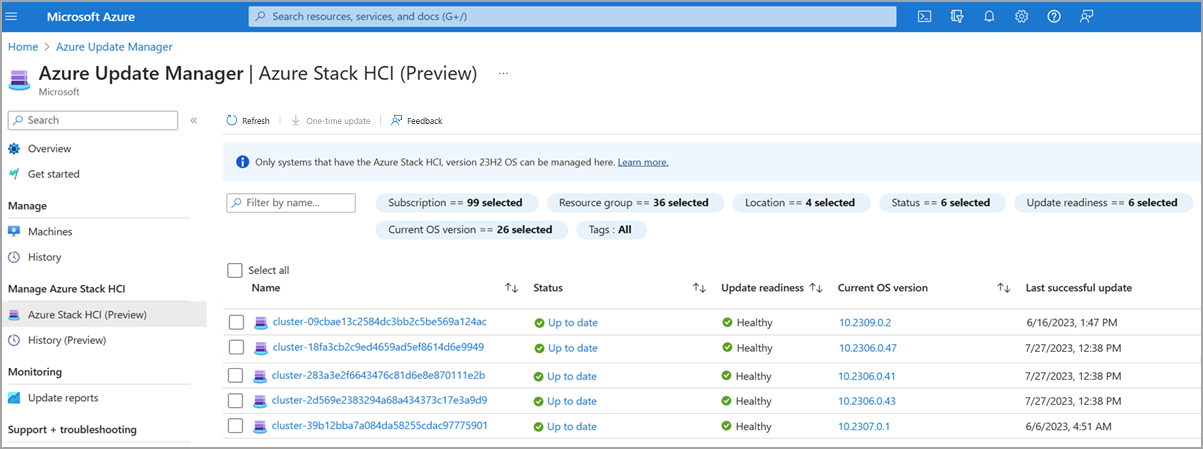 Microsoft Azure
Search resources, services, and docs (G+/)
Home > Azure Update Manager
Azure Update Manager | Azure Stack HCI (Preview) ...
Microsoft
Search «
Refresh One-time update Feedback
Overview
Get started
Manage
Machines
History
Manage Azure Stack HCI
Azure Stack HCI (Preview)
History (Preview)
Monitoring
Update reports
Support + troubleshooting
Only systems that have the Azure Stack HCI, version 23H2 OS can be managed here. Learn more.
Filter by name...
Subscription == 99 selected Resource group == 36 selected Location == 4 selected Status == 6 selected Update readiness == 6 selected
Current OS version == 26 selected Tags : All
Select all
Name ↑↓ Status ↑↓ Update readiness ↑↓ Current OS version ↑↓ Last successful update
cluster-09cbae13c2584dc3bb2c5be569a124ac Up to date Healthy 10.2309.0.2 6/16/2023, 1:47 PM
cluster-18fa3cb2c9ed4659ad5ef8614d6e9949 Up to date Healthy 10.2306.0.47 7/27/2023, 12:38 PM
cluster-283a3e2f6643476c81d6e8e870111e2b Up to date Healthy 10.2306.0.41 7/27/2023, 12:38 PM
cluster-2d569e2383294a68a434373c17e3a9d9 Up to date Healthy 10.2306.0.43 7/27/2023, 12:38 PM
cluster-39b12bba7a084da58255cdac97775901 Up to date Healthy 10.2307.0.1 6/6/2023, 4:51 AM